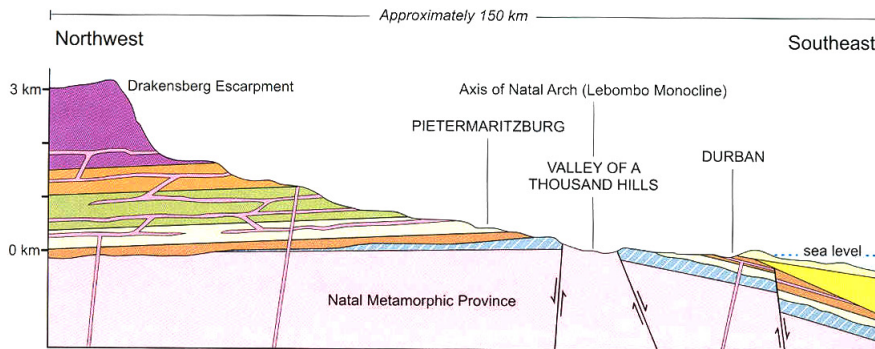 Approximately 150 km
Northwest
Southeast
3 km
Drakensberg Escarpment
Axis of Natal Arch (Lebombo Monocline)
PIETERMARITZBURG
VALLEY OF A
THOUSAND HILLS
DURBAN
0 km
sea level
Natal Metamorphic Province